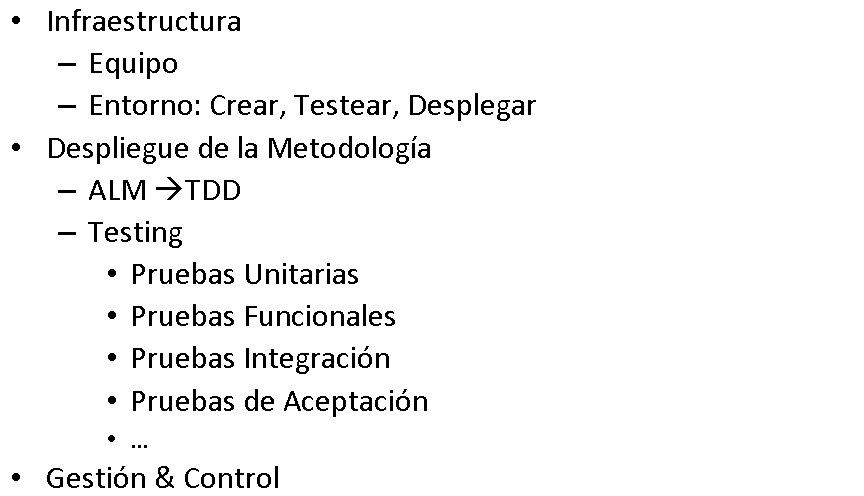 • Infraestructura
– Equipo
– Entorno: Crear, Testear, Desplegar
• Despliegue de la Metodología
– ALM →TDD
– Testing
• Pruebas Unitarias
• Pruebas Funcionales
• Pruebas Integración
• Pruebas de Aceptación
• …
• Gestión & Control